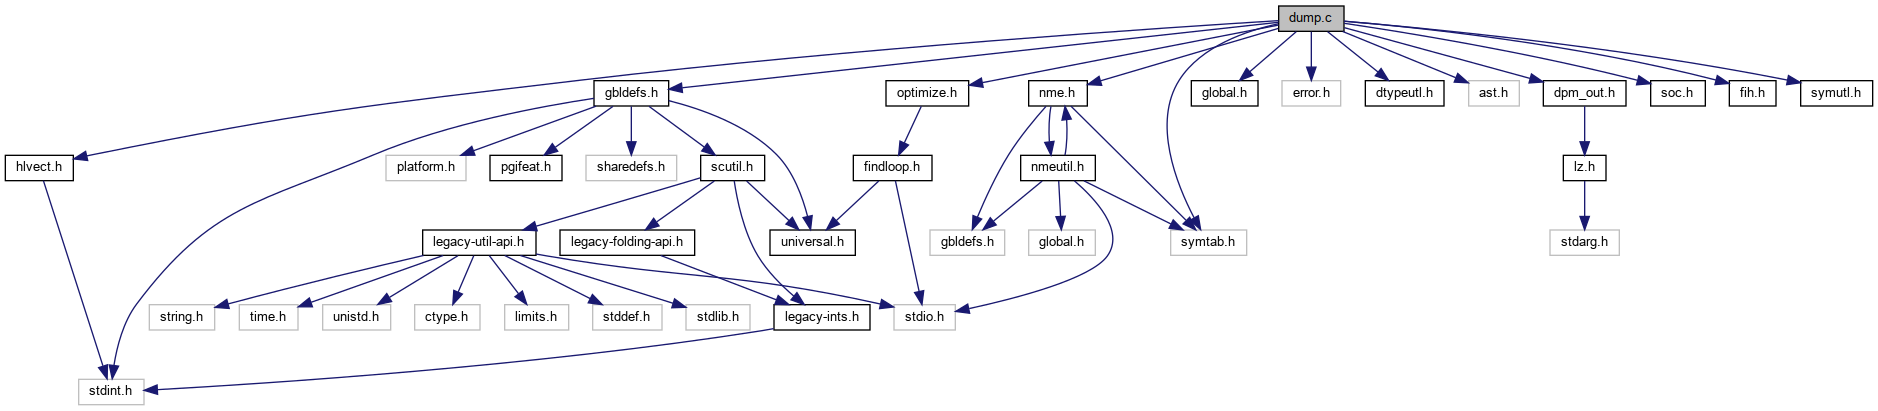 dump.c
gbldefs.h
optimize.h
nme.h
global.h
error.h
dtypeutl.h
ast.h
dpm_out.h
soc.h
fih.h
symutl.h
hlvect.h
platform.h
pgifeat.h
sharedefs.h
scutil.h
findloop.h
nmeutil.h
lz.h
legacy-util-api.h
legacy-folding-api.h
universal.h
gbldefs.h
global.h
symtab.h
stdarg.h
string.h
time.h
unistd.h
ctype.h
limits.h
stddef.h
stdlib.h
legacy-ints.h
stdio.h
stdint.h